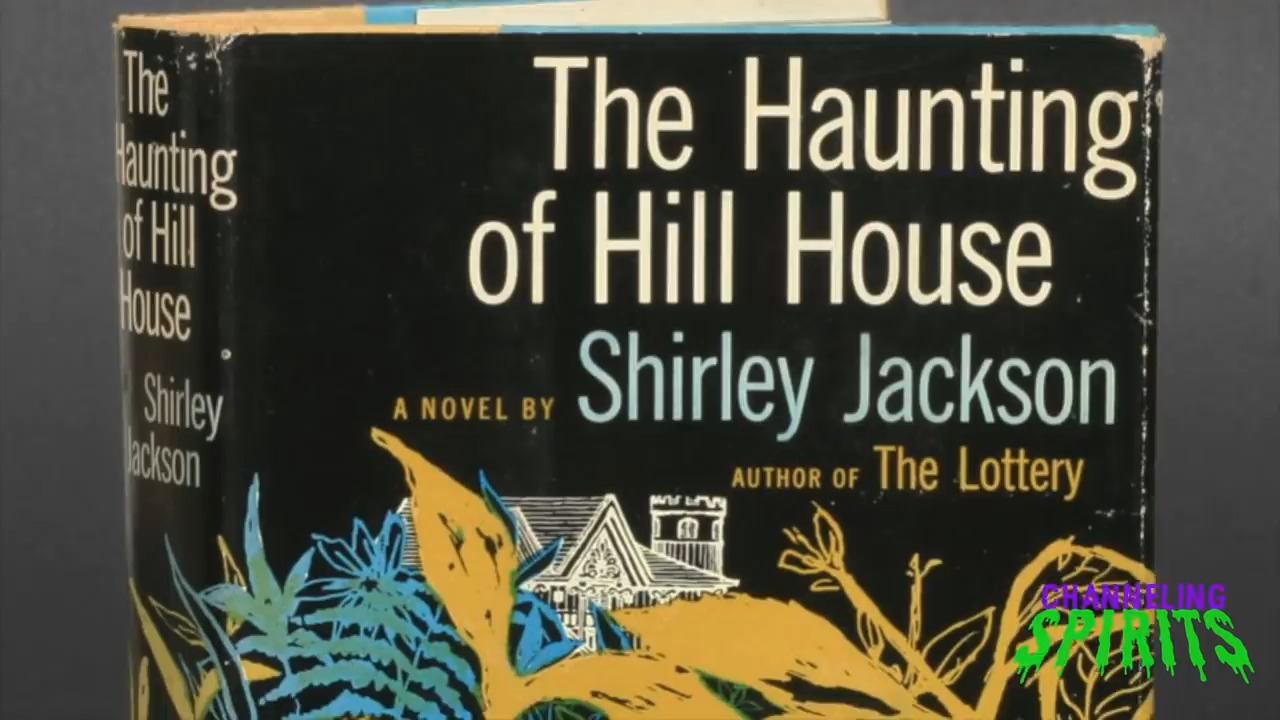 The
Haunting
of Hill
House
Shirley
Jackson
The Haunting
of Hill House
A NOVEL BY Shirley Jackson
AUTHOR OF The Lottery
CHANNELING
SPIRITS